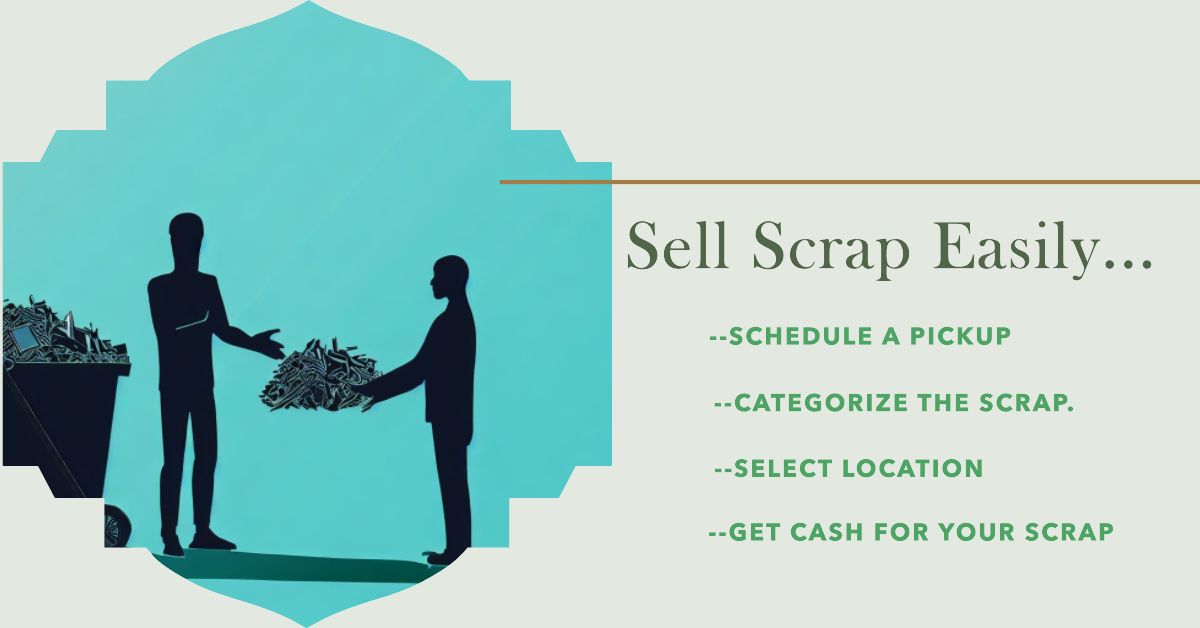 Sell Scrap Easily...
--SCHEDULE A PICKUP
--CATEGORIZE THE SCRAP.
--SELECT LOCATION
--GET CASH FOR YOUR SCRAP